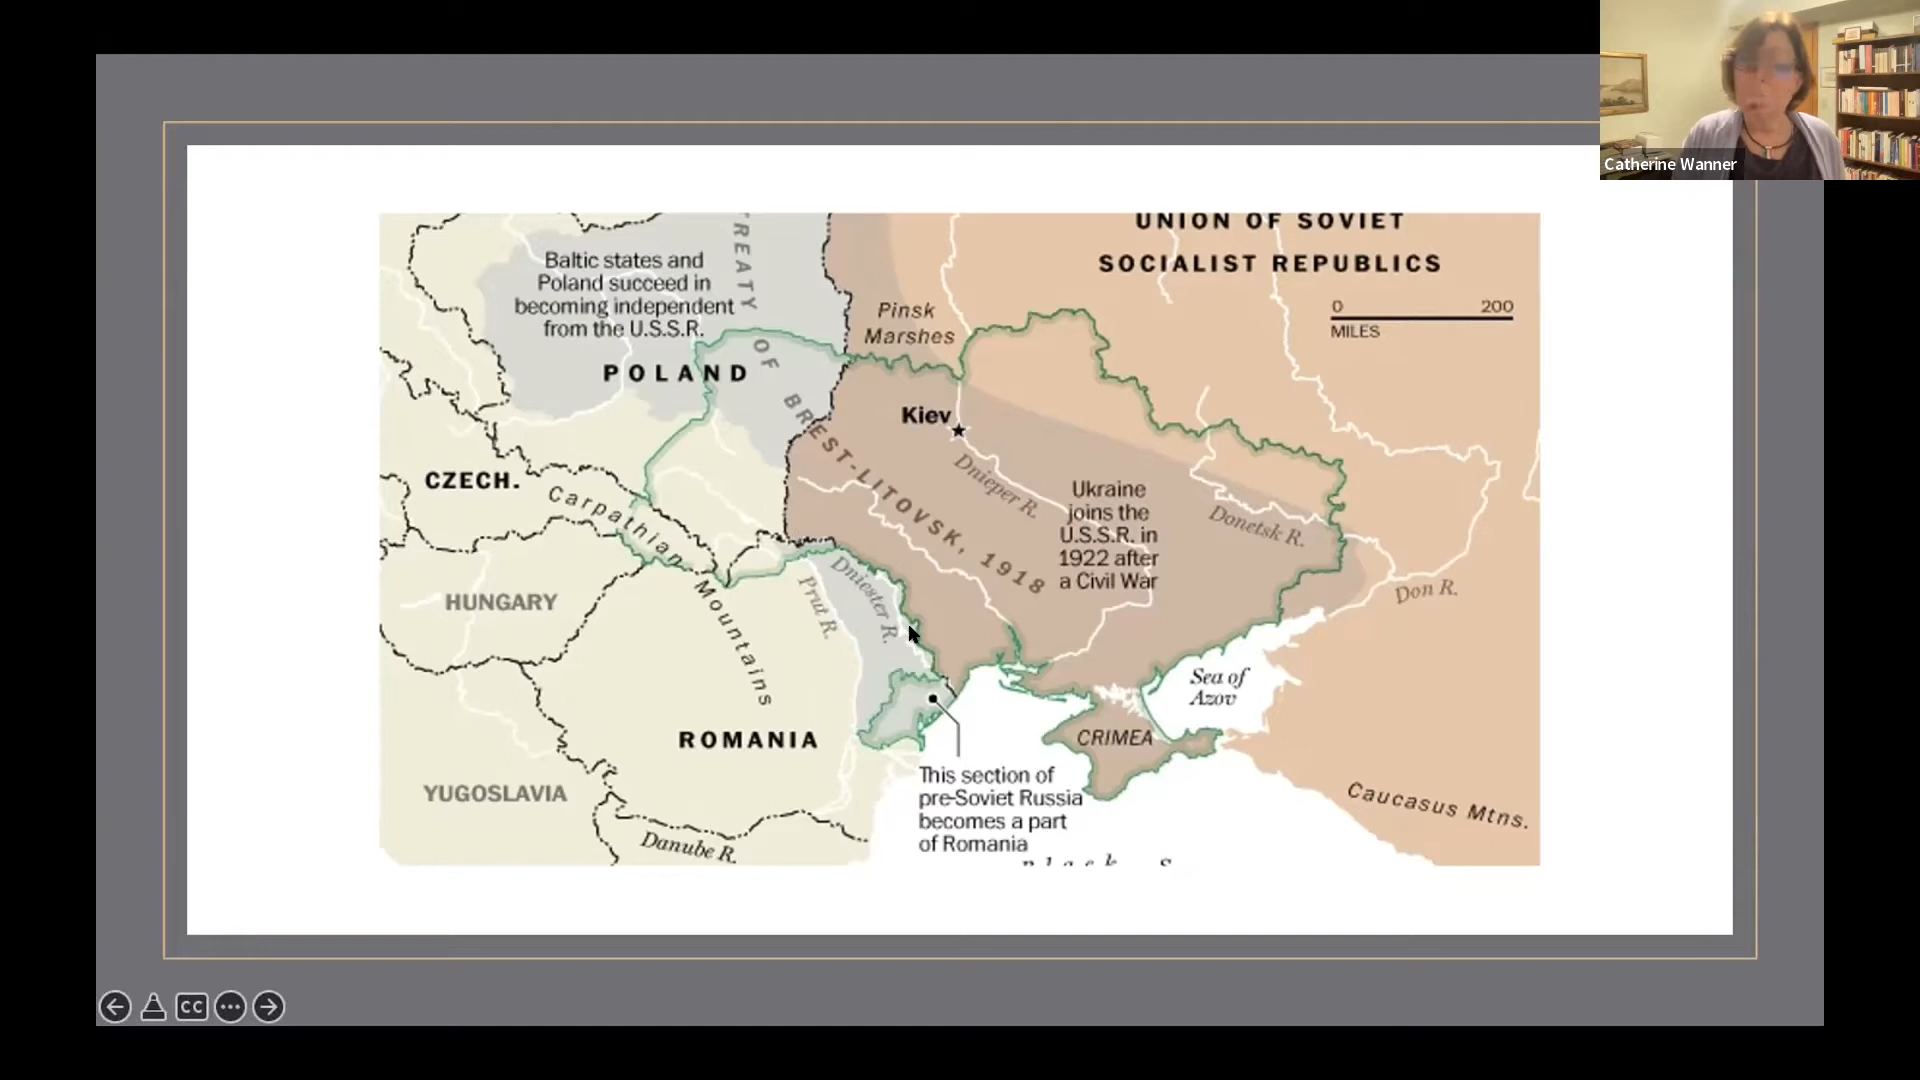 Catherine Wanner
UNION OF SOVIET
SOCIALIST REPUBLICS
0 200
MILES
Baltic states and
Poland succeed in
becoming independent
from the U.S.S.R.
TREATY OF BREST-LITOVSK, 1918
Pinsk
Marshes
POLAND
Kiev
Dnieper R.
Ukraine
joins the
U.S.S.R. in
1922 after
a Civil War
Donetsk R.
Don R.
CZECH.
Carpathian Mountains
HUNGARY
Prut R.
Dniester R.
Sea of
Azov
CRIMEA
ROMANIA
YUGOSLAVIA
This section of
pre-Soviet Russia
becomes a part
of Romania
Caucasus Mtns.
Danube R.
CC